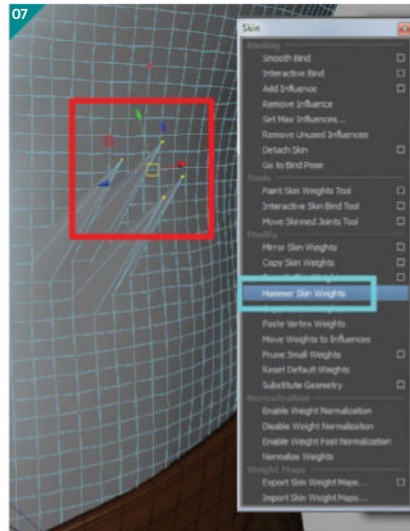 07
Skin
Binding
Smooth Bind
Interactive Bind
Add Influence
Remove Influence
Set Max Influences...
Remove Unused Influences
Detach Skin
Go to Bind Pose
Tools
Paint Skin Weights Tool
Interactive Skin Bind Tool
Move Skinned Joints Tool
Modify
Mirror Skin Weights
Copy Skin Weights
Hammer Skin Weights
Paste Vertex Weights
Move Weights to Influences
Prune Small Weights
Reset Default Weights
Substitute Geometry
Normalization
Enable Weight Normalization
Disable Weight Normalization
Enable Weight Post Normalization
Normalize Weights
Weight Maps
Export Skin Weight Maps...
Import Skin Weight Maps...